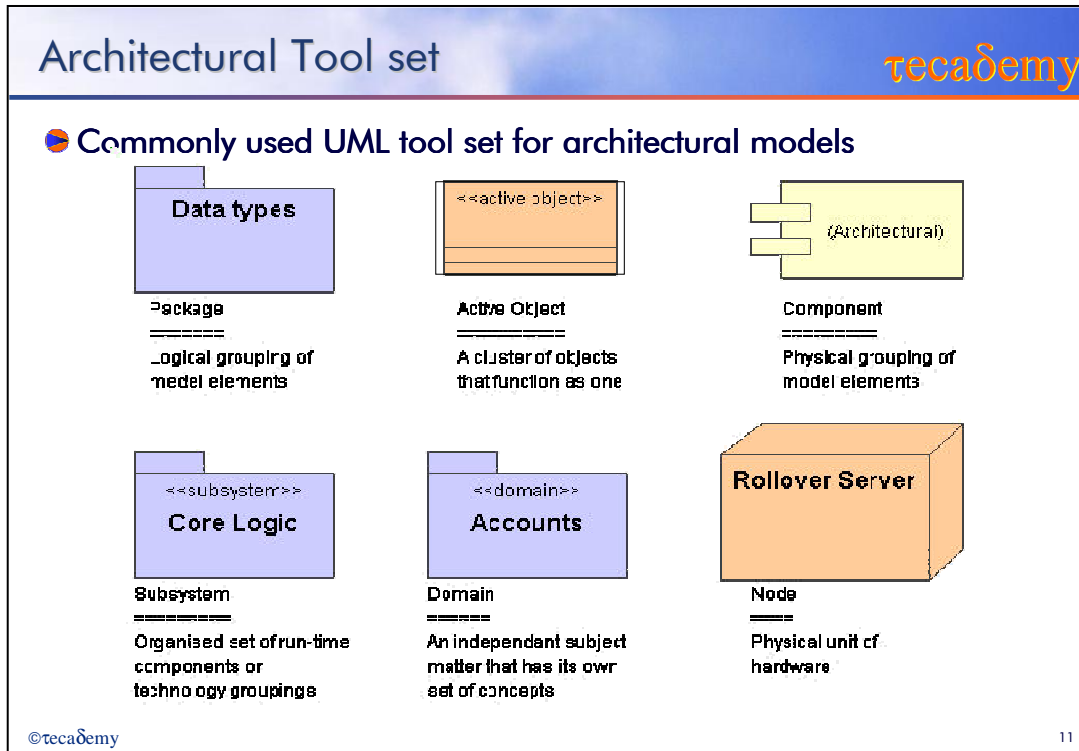 Architectural Tool set
τecaδemy
Commonly used UML tool set for architectural models
Data types
Package
=======
Logical grouping of
model elements
<<active object>>
Active Object
===========
A cluster of objects
that function as one
(Architectural)
Component
=========
Physical grouping of
model elements
<<subsystem>>
Core Logic
Subsystem
=========
Organised set of run-time
components or
technology groupings
<<domain>>
Accounts
Domain
======
An independant subject
matter that has its own
set of concepts
Rollover Server
Node
====
Physical unit of
hardware
©τecaδemy
11